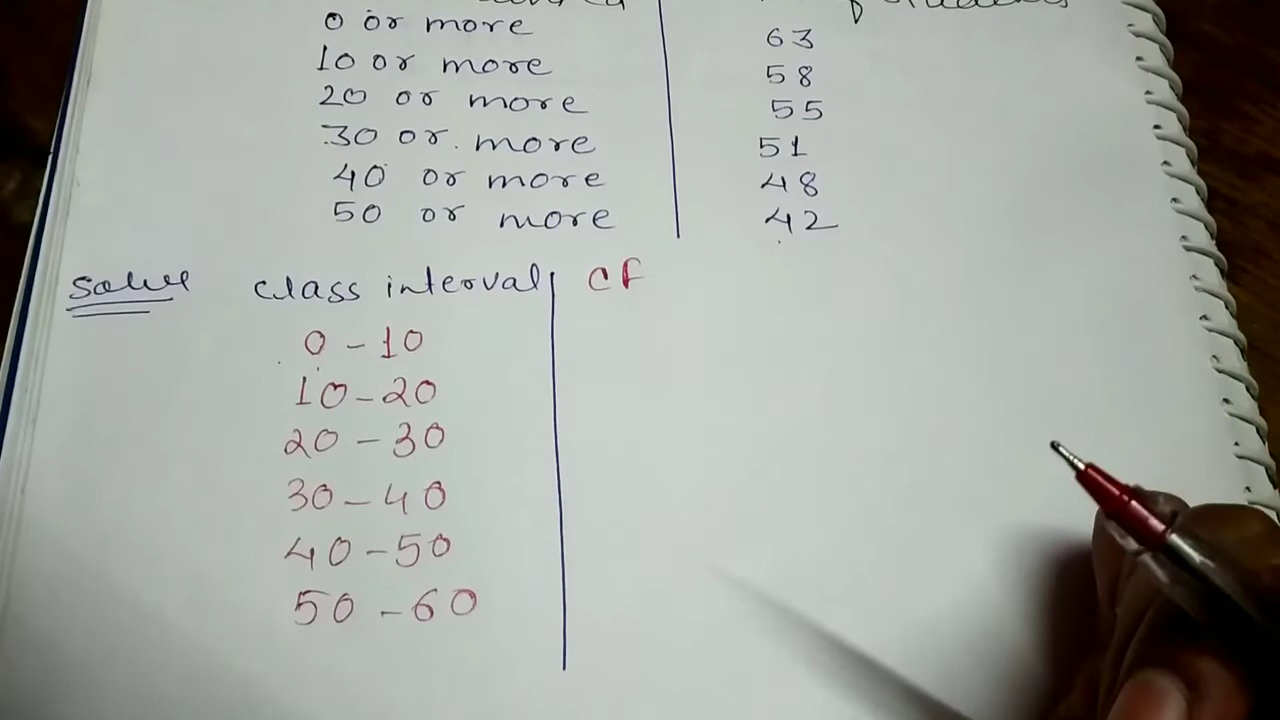 0 or more 63
10 or more 58
20 or more 55
30 or more 51
40 or more 48
50 or more 42
Solve class interval CF
0 - 10
10 - 20
20 - 30
30 - 40
40 - 50
50 - 60